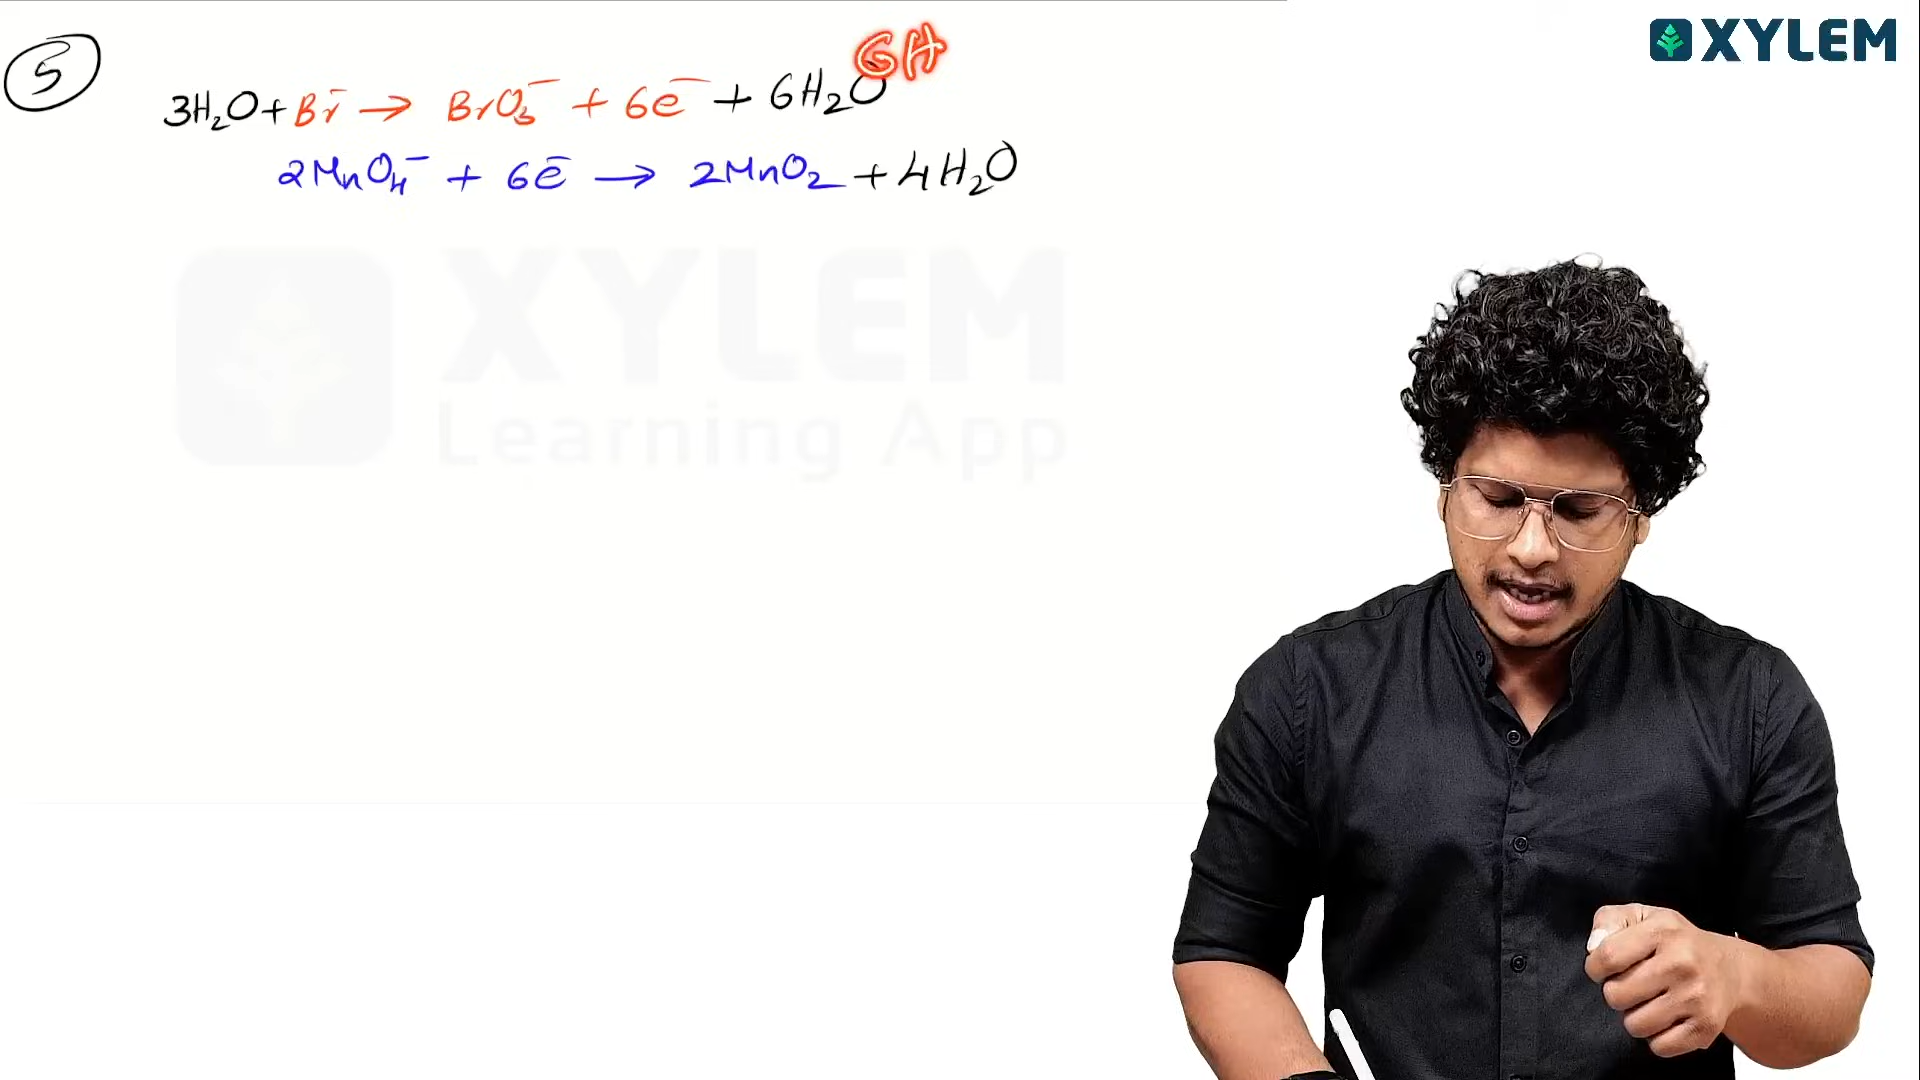 XYLEM
5
6H
3H₂O + Br⁻ → BrO₃⁻ + 6e⁻ + 6H₂O
2MnO₄⁻ + 6e⁻ → 2MnO₂ + 4H₂O
XYLEM
Learning App